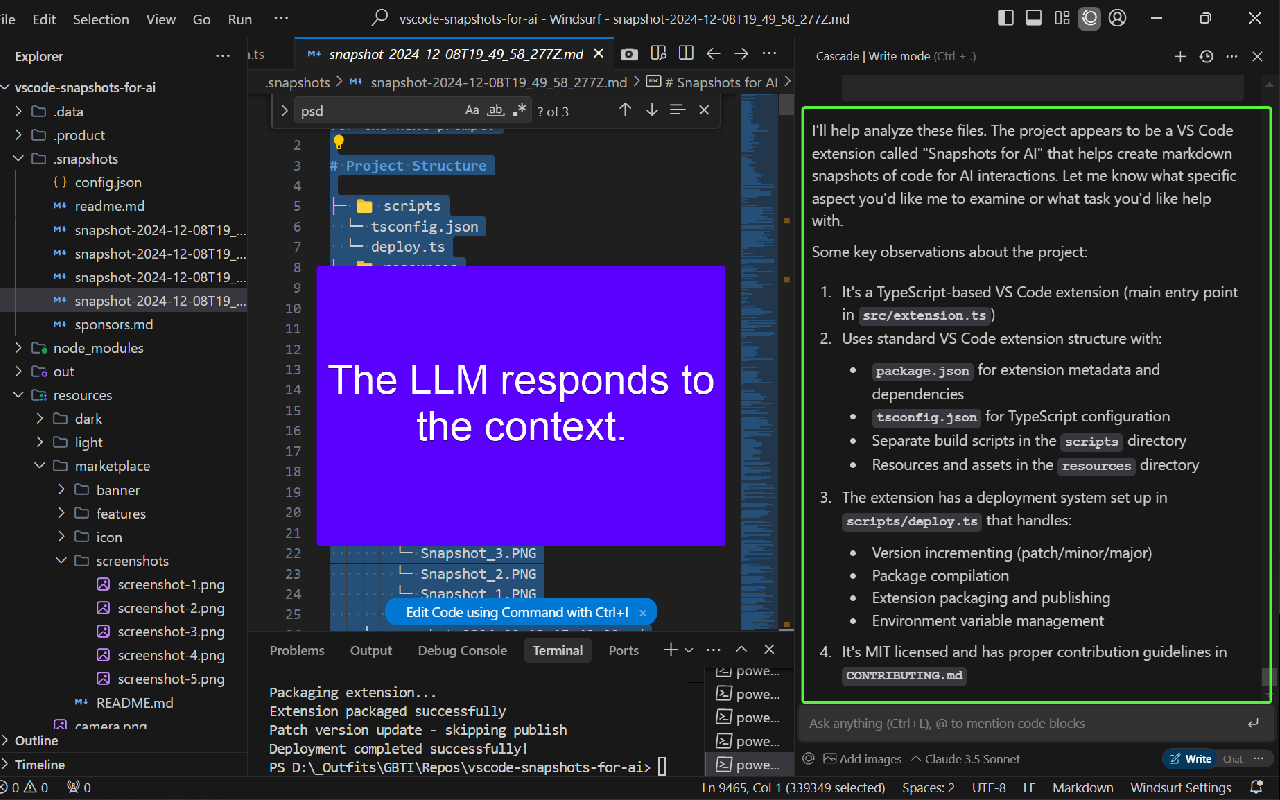 ile Edit Selection View Go Run ···
vscode-snapshots-for-ai - Windsurf - snapshot-2024-12-08T19_49_58_277Z.md
Explorer ···
vscode-snapshots-for-ai
.data
.product
.snapshots
config.json
readme.md
snapshot-2024-12-08T19_...
snapshot-2024-12-08T19_...
snapshot-2024-12-08T19_...
snapshot-2024-12-08T19_...
sponsors.md
node_modules
out
resources
dark
light
marketplace
banner
features
icon
screenshots
screenshot-1.png
screenshot-2.png
screenshot-3.png
screenshot-4.png
screenshot-5.png
README.md
camera.png
Outline
Timeline
.ts
snapshot-2024-12-08T19_49_58_277Z.md
.snapshots > snapshot-2024-12-08T19_49_58_277Z.md > # Snapshots for AI >
psd Aa ab .* ? of 3
2
3 # Project Structure
4
5 ├─ 📁 scripts
6 └─ tsconfig.json
7 └─ deploy.ts
8
9
10
11
12
13
14
15
16
17
18
19
20
21
22 └─ Snapshot_3.PNG
23 └─ Snapshot_2.PNG
24 └─ Snapshot_1.PNG
25
The LLM responds to
the context.
Edit Code using Command with Ctrl+I ×
Problems Output Debug Console Terminal Ports
Packaging extension...
Extension packaged successfully
Patch version update - skipping publish
Deployment completed successfully!
PS D:\_Outfits\GBTI\Repos\vscode-snapshots-for-ai>
powe...
powe...
powe...
powe...
powe...
Cascade | Write mode (Ctrl + .)
I'll help analyze these files. The project appears to be a VS Code
extension called "Snapshots for AI" that helps create markdown
snapshots of code for AI interactions. Let me know what specific
aspect you'd like me to examine or what task you'd like help
with.
Some key observations about the project:
1. It's a TypeScript-based VS Code extension (main entry point
in src/extension.ts)
2. Uses standard VS Code extension structure with:
• package.json for extension metadata and
dependencies
• tsconfig.json for TypeScript configuration
• Separate build scripts in the scripts directory
• Resources and assets in the resources directory
3. The extension has a deployment system set up in
scripts/deploy.ts that handles:
• Version incrementing (patch/minor/major)
• Package compilation
• Extension packaging and publishing
• Environment variable management
4. It's MIT licensed and has proper contribution guidelines in
CONTRIBUTING.md
Ask anything (Ctrl+L), @ to mention code blocks
Add images Claude 3.5 Sonnet Write Chat ···
0 0 0 Ln 9465, Col 1 (339349 selected) Spaces: 2 UTF-8 LF Markdown Windsurf Settings